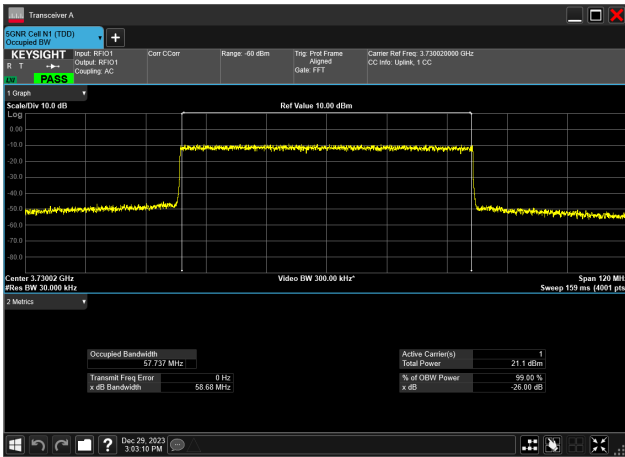 Transceiver A
5GNR Cell N1 (TDD)
Occupied BW
KEYSIGHT
R T
PASS
Input: RFIO1
Output: RFIO1
Coupling: AC
Corr CCorr
Range: -60 dBm
Trig: Prot Frame
Aligned
Gate: FFT
Carrier Ref Freq: 3.730020000 GHz
CC Info: Uplink, 1 CC
1 Graph
Scale/Div 10.0 dB
Ref Value 10.00 dBm
Log
0.00
-10.0
-20.0
-30.0
-40.0
-50.0
-60.0
-70.0
-80.0
Center 3.73002 GHz
Video BW 300.00 kHz*
Span 120 MHz
#Res BW 30.000 kHz
Sweep 159 ms (4001 pts)
2 Metrics
Occupied Bandwidth
57.737 MHz
Active Carrier(s) 1
Total Power 21.1 dBm
Transmit Freq Error 0 Hz
% of OBW Power 99.00 %
x dB Bandwidth 58.68 MHz
x dB -26.00 dB
?
Dec 29, 2023
3:03:10 PM